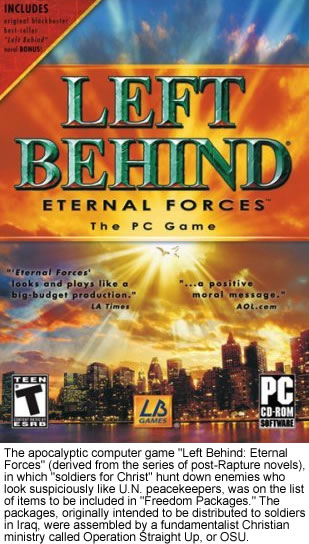 INCLUDES
original blockbuster
best-seller
"Left Behind"
novel BONUS!
LEFT
BEHIND®
ETERNAL FORCES™
The PC Game
"'Eternal Forces'
looks and plays like a
big-budget production."
LA Times
"...a positive
moral message."
AOL.com
TEEN
T
ESRB
LB
GAMES
PC
CD-ROM
SOFTWARE
The apocalyptic computer game "Left Behind: Eternal
Forces" (derived from the series of post-Rapture novels),
in which "soldiers for Christ" hunt down enemies who
look suspiciously like U.N. peacekeepers, was on the list
of items to be included in "Freedom Packages." The
packages, originally intended to be distributed to soldiers
in Iraq, were assembled by a fundamentalist Christian
ministry called Operation Straight Up, or OSU.